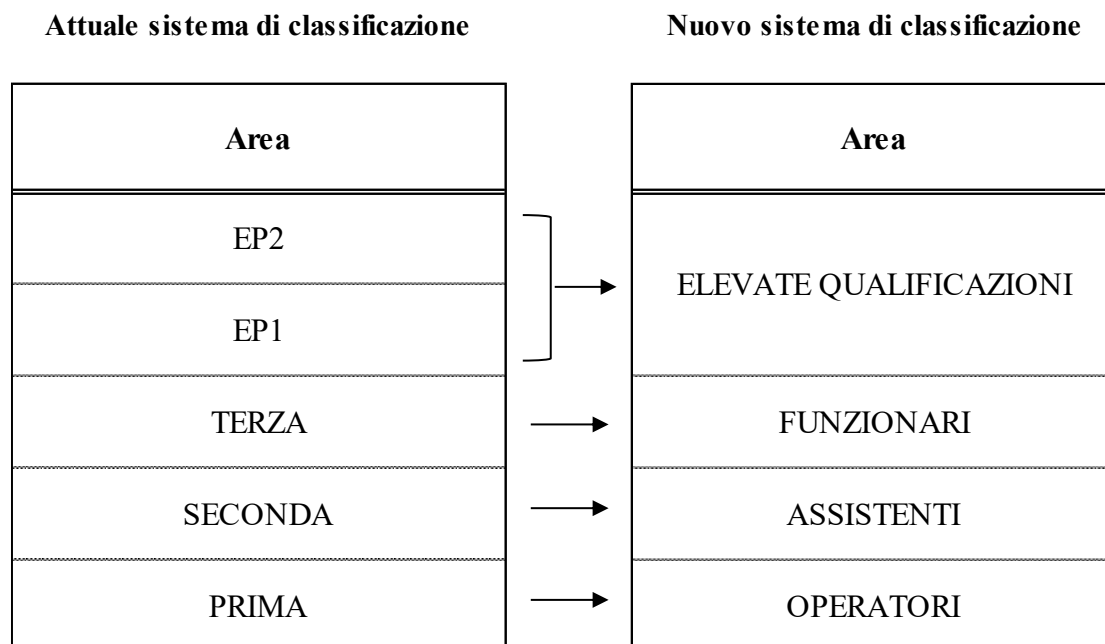 Attuale sistema di classificazione
Nuovo sistema di classificazione
Area
Area
EP2
EP1
ELEVATE QUALIFICAZIONI
TERZA
FUNZIONARI
SECONDA
ASSISTENTI
PRIMA
OPERATORI